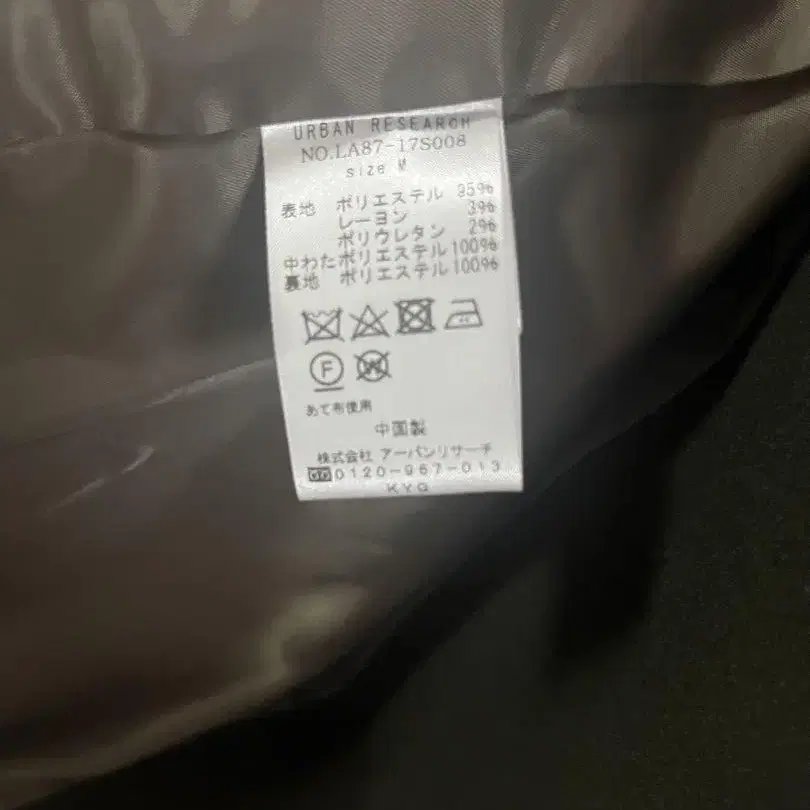 URBAN RESEARCH
NO.LA87-17S008
size M
表地 ポリエステル 95%
レーヨン 3%
ポリウレタン 2%
中わた ポリエステル 100%
裏地 ポリエステル 100%
F W
あて布使用
中国製
株式会社 アーバンリサーチ
0120-967-013
KYG